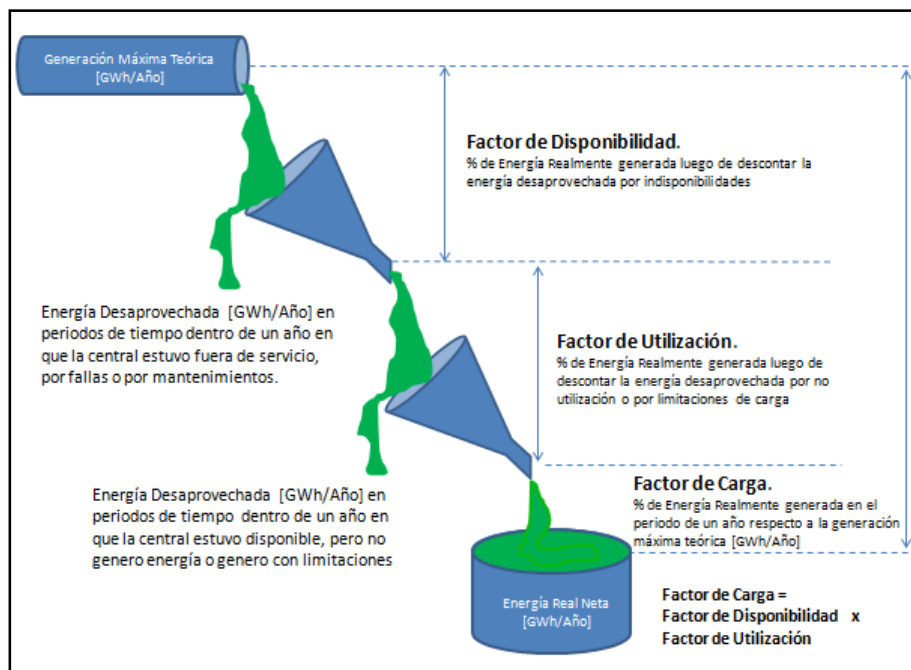 Generación Máxima Teórica
[GWh/Año]
Factor de Disponibilidad.
% de Energía Realmente generada luego de descontar la
energía desaprovechada por indisponibilidades
Energía Desaprovechada [GWh/Año] en
periodos de tiempo dentro de un año en
que la central estuvo fuera de servicio,
por fallas o por mantenimientos.
Factor de Utilización.
% de Energía Realmente generada luego de
descontar la energía desaprovechada por no
utilización o por limitaciones de carga
Energía Desaprovechada [GWh/Año] en
periodos de tiempo dentro de un año en
que la central estuvo disponible, pero no
genero energía o genero con limitaciones
Factor de Carga.
% de Energía Realmente generada en el
periodo de un año respecto a la generación
máxima teórica [GWh/Año]
Energía Real Neta
[GWh/Año]
Factor de Carga =
Factor de Disponibilidad x
Factor de Utilización